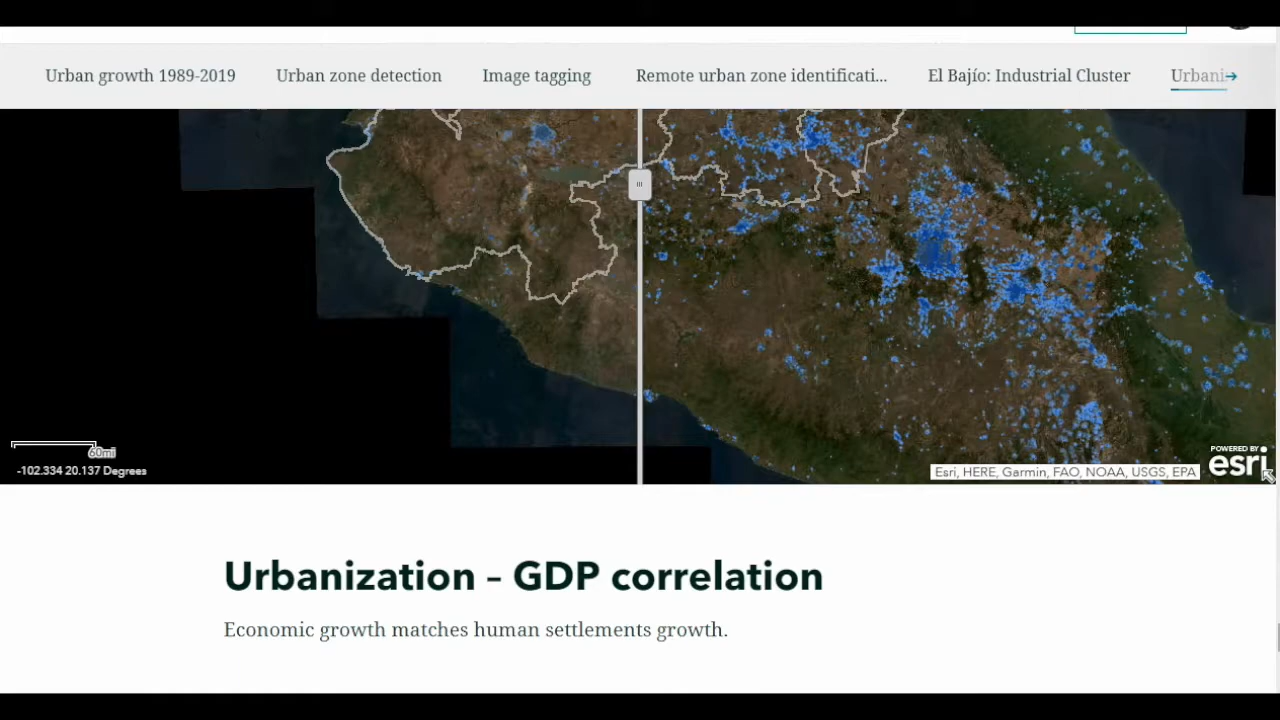 Urban growth 1989-2019
Urban zone detection
Image tagging
Remote urban zone identificati...
El Bajío: Industrial Cluster
Urbani
60mi
-102.334 20.137 Degrees
Esri, HERE, Garmin, FAO, NOAA, USGS, EPA
POWERED BY
esri
Urbanization – GDP correlation
Economic growth matches human settlements growth.